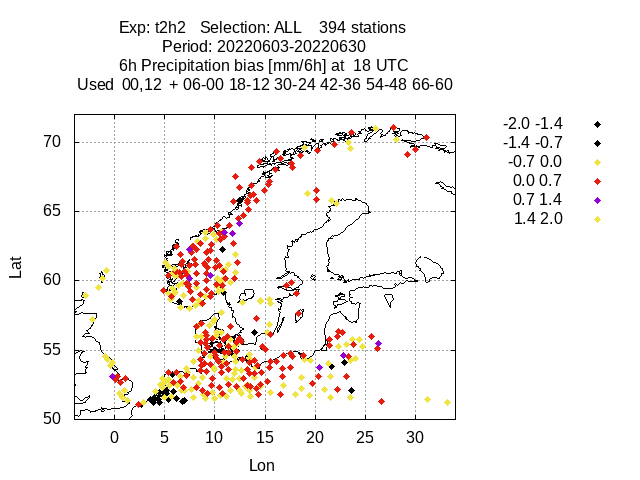 Exp: t2h2 Selection: ALL 394 stations
Period: 20220603-20220630
6h Precipitation bias [mm/6h] at 18 UTC
Used 00,12 + 06-00 18-12 30-24 42-36 54-48 66-60
-2.0 -1.4
-1.4 -0.7
-0.7 0.0
0.0 0.7
0.7 1.4
1.4 2.0
70
65
60
55
50
Lat
0 5 10 15 20 25 30
Lon